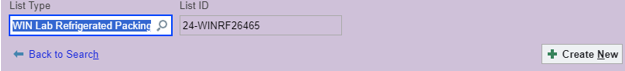 List Type List ID
WIN Lab Refrigerated Packing 24-WINRF26465
Back to Search Create New